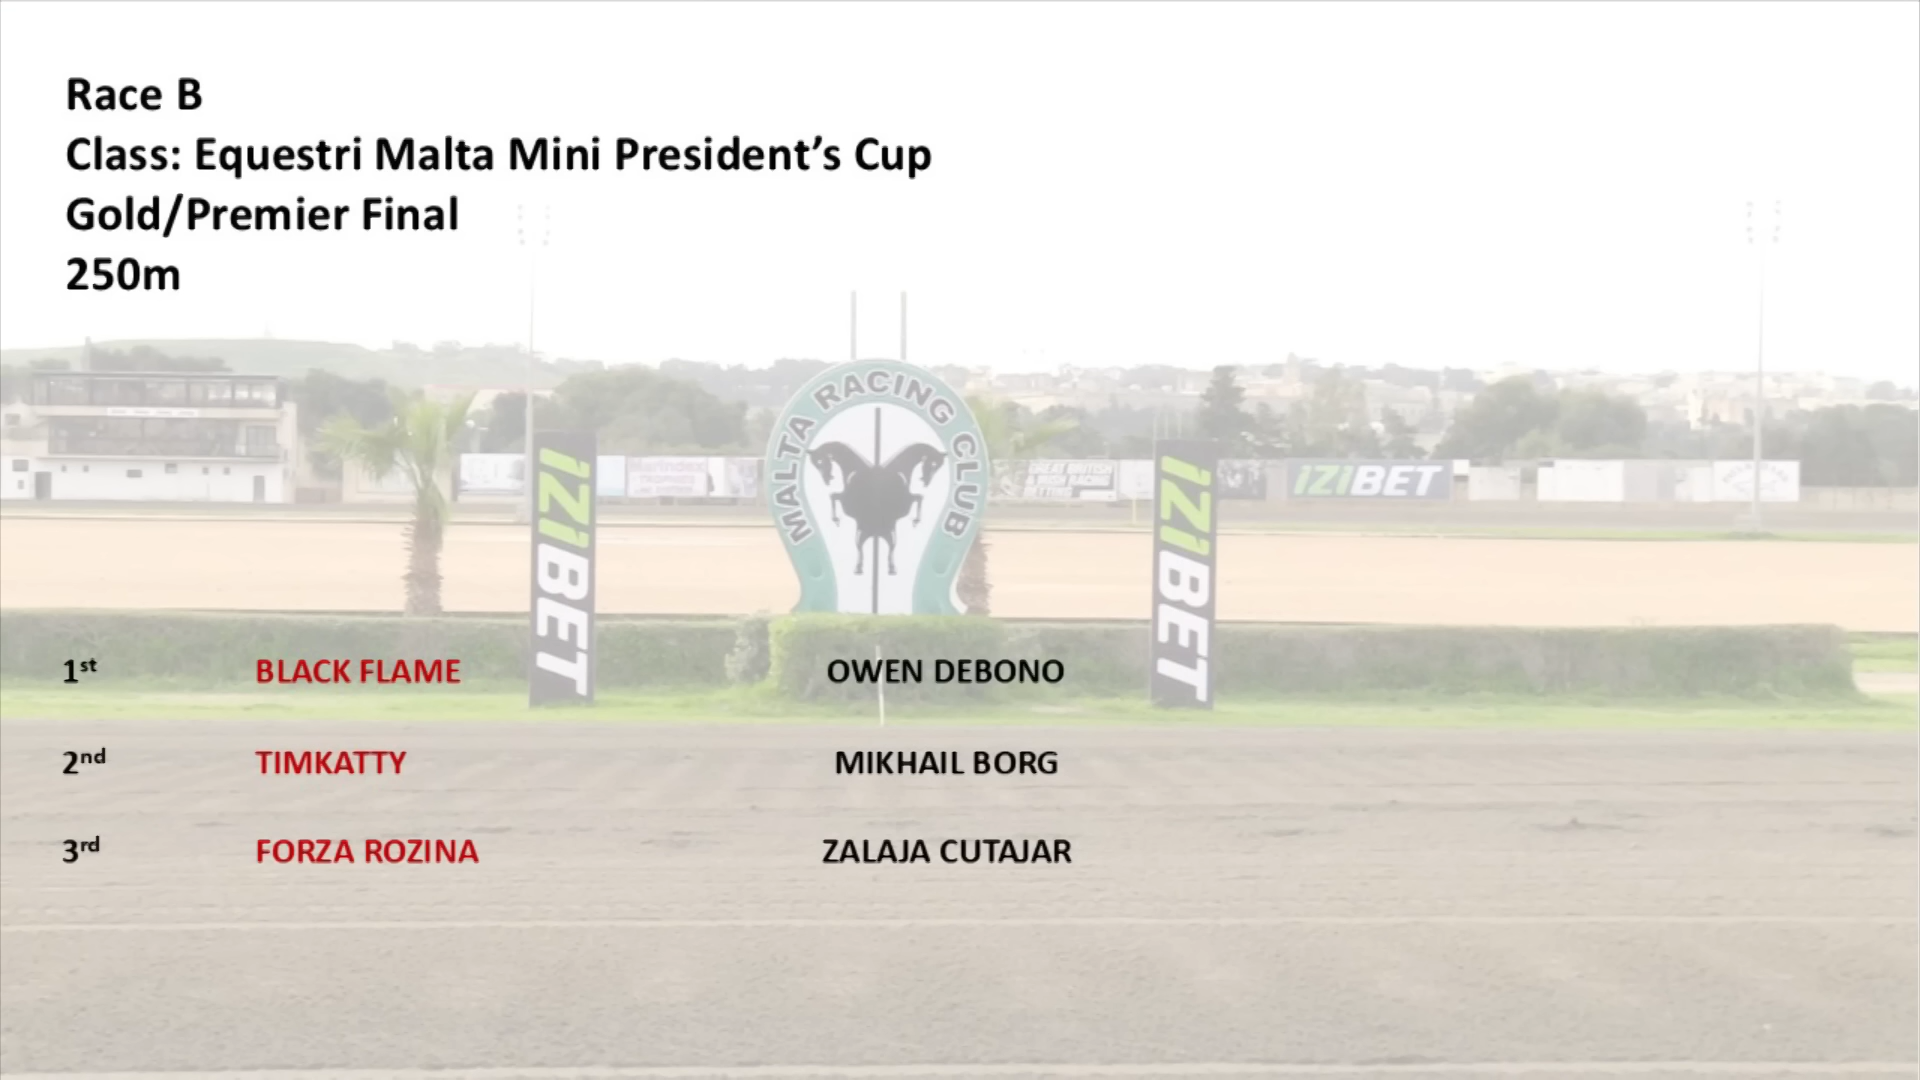 Race B
Class: Equestri Malta Mini President’s Cup
Gold/Premier Final
250m
MALTA RACING CLUB
IZIBET
IZIBET
IZIBET
1st BLACK FLAME OWEN DEBONO
2nd TIMKATTY MIKHAIL BORG
3rd FORZA ROZINA ZALAJA CUTAJAR